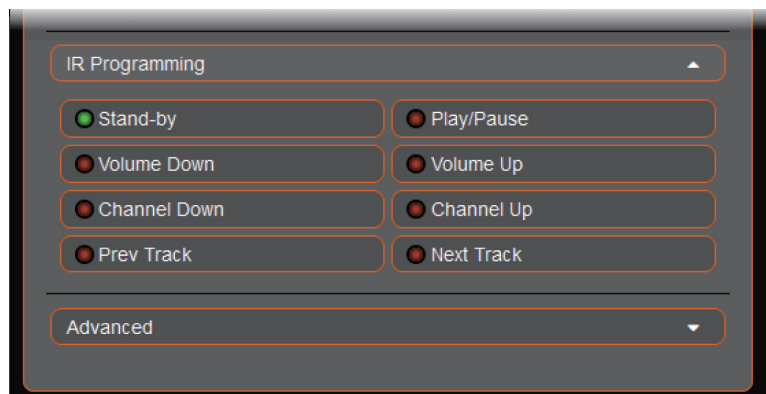 IR Programming
Stand-by
Play/Pause
Volume Down
Volume Up
Channel Down
Channel Up
Prev Track
Next Track
Advanced